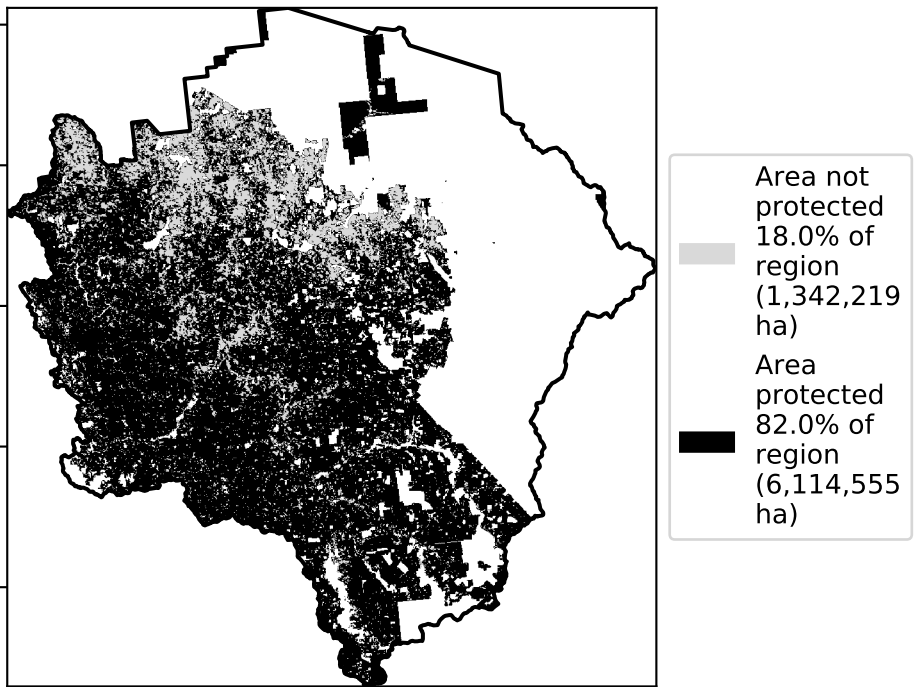 Area not
protected
18.0% of
region
(1,342,219
ha)
Area
protected
82.0% of
region
(6,114,555
ha)